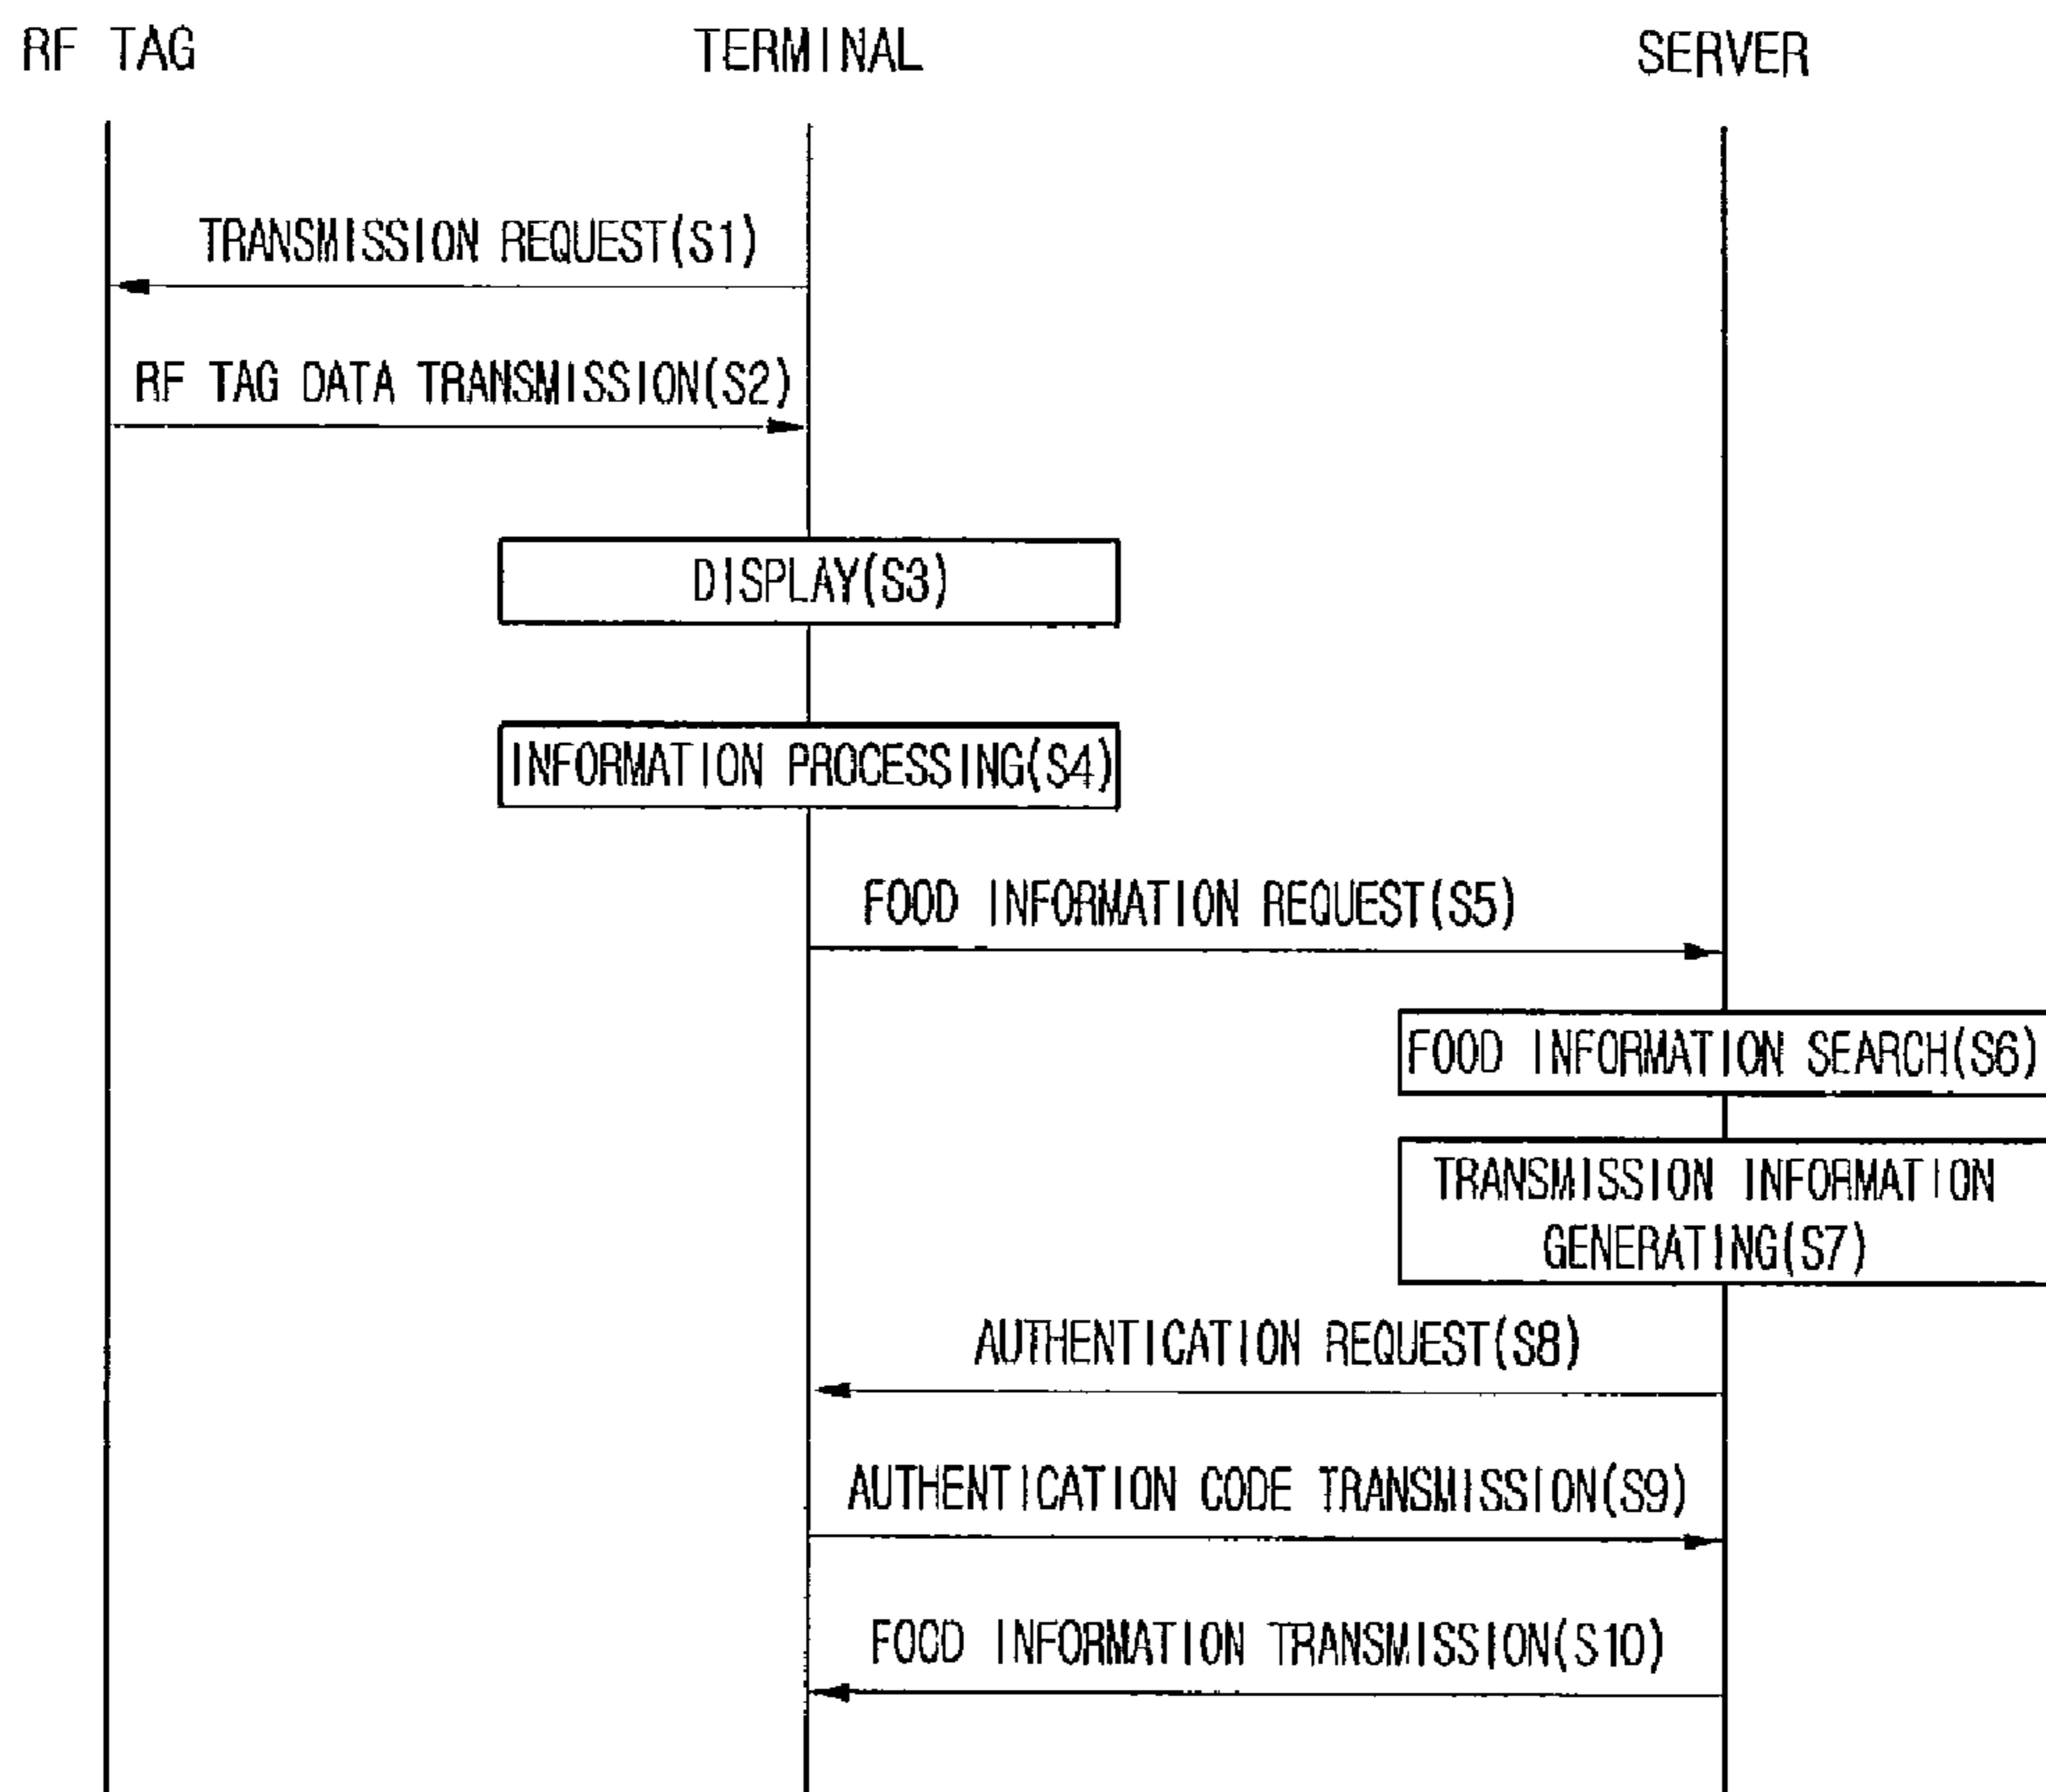 RF TAG
TERMINAL
SERVER
TRANSMISSION REQUEST(S1)
RF TAG DATA TRANSMISSION(S2)
DISPLAY(S3)
INFORMATION PROCESSING(S4)
FOOD INFORMATION REQUEST(S5)
FOOD INFORMATION SEARCH(S6)
TRANSMISSION INFORMATION
GENERATING(S7)
AUTHENTICATION REQUEST(S8)
AUTHENTICATION CODE TRANSMISSION(S9)
FOOD INFORMATION TRANSMISSION(S10)